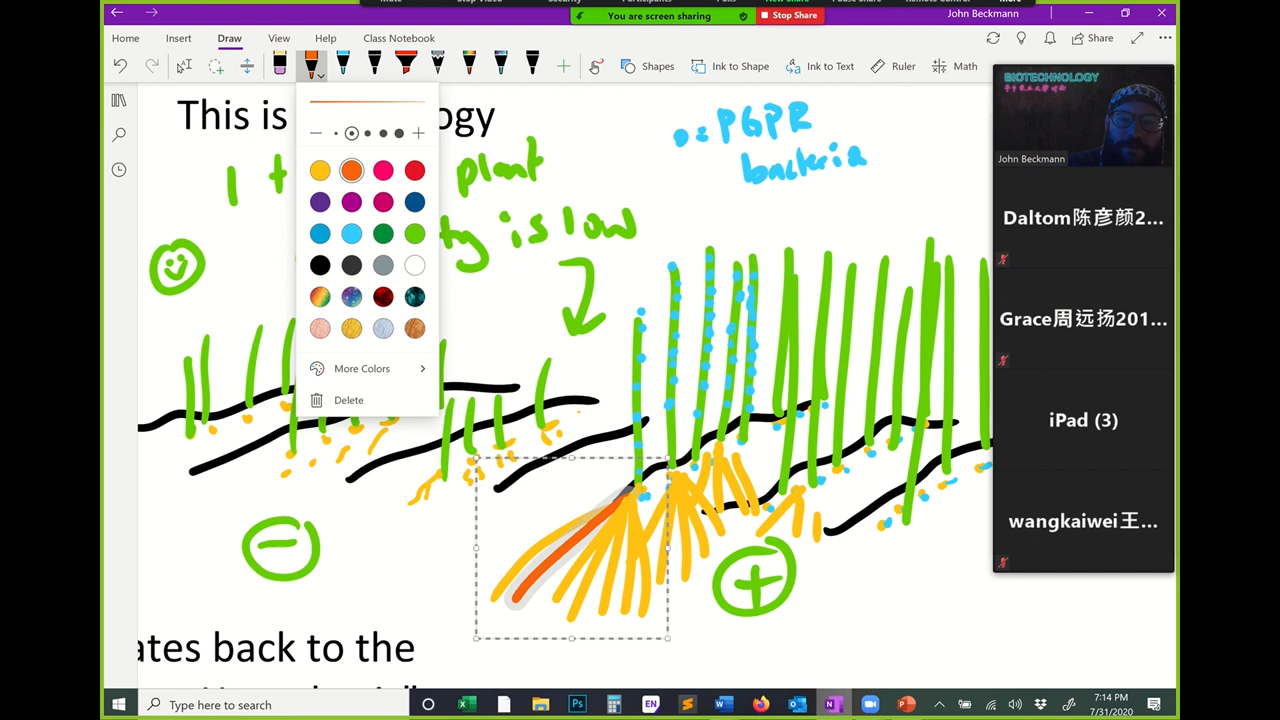 You are screen sharing
Stop Share
John Beckmann
Home Insert Draw View Help Class Notebook
Share
Shapes Ink to Shape Ink to Text Ruler Math
This is
ogy
plant
is low
= PGPR
bacteria
More Colors
Delete
ates back to the
BIOTECHNOLOGY
John Beckmann
Daltom陈彦颜2...
Grace周远扬201...
iPad (3)
wangkaiwei王...
Type here to search
EN
7:14 PM
7/31/2020